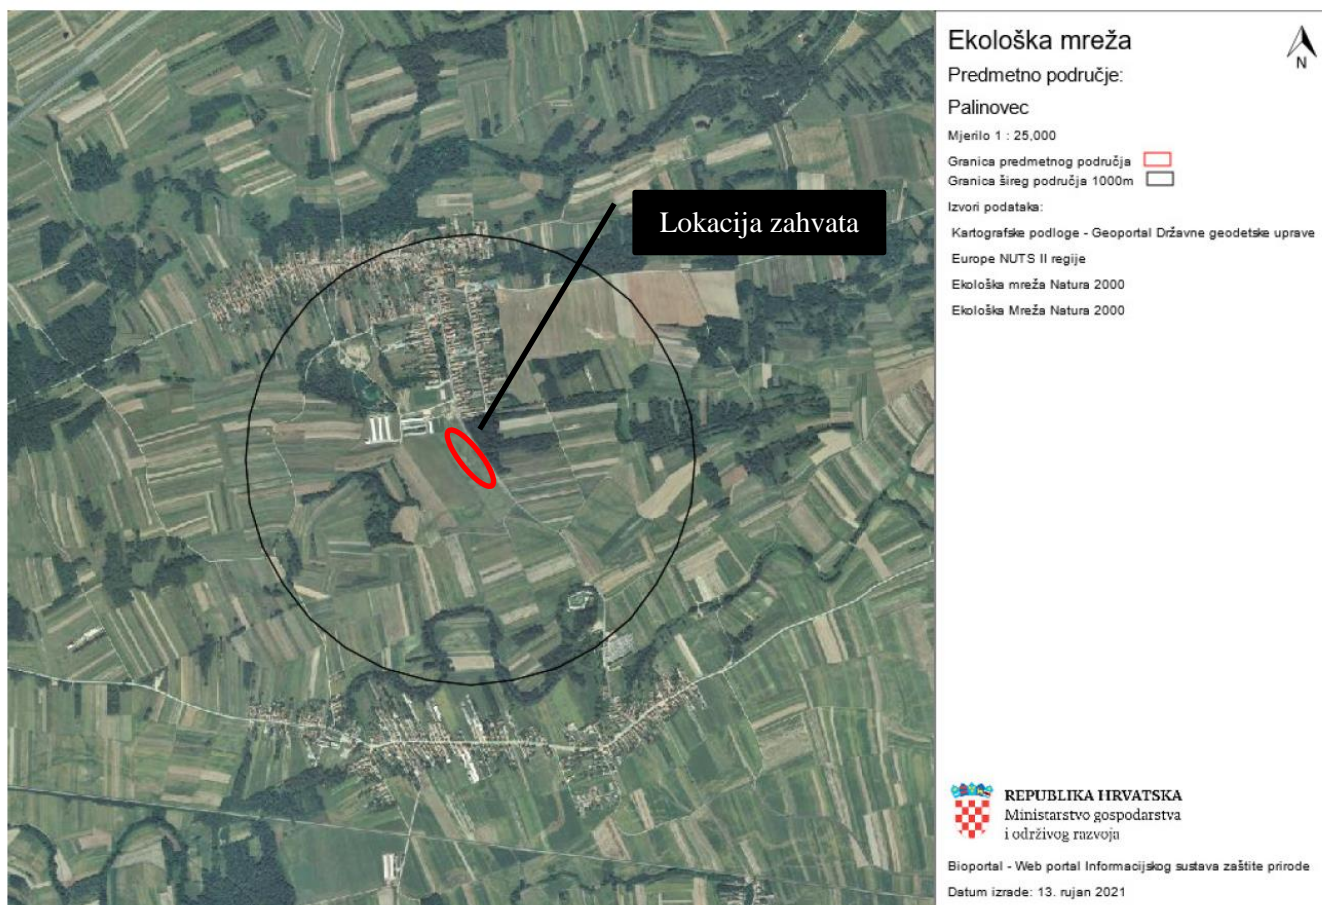 Ekološka mreža
N
Predmetno područje:
Palinovec
Mjerilo 1 : 25,000
Granica predmetnog područja
Granica šireg područja 1000m
Izvori podataka:
Kartografske podloge - Geoportal Državne geodetske uprave
Europe NUTS II regije
Ekološka mreža Natura 2000
Ekološka Mreža Natura 2000
Lokacija zahvata
REPUBLIKA HRVATSKA
Ministarstvo gospodarstva
i održivog razvoja
Bioportal - Web portal Informacijskog sustava zaštite prirode
Datum izrade: 13. rujan 2021